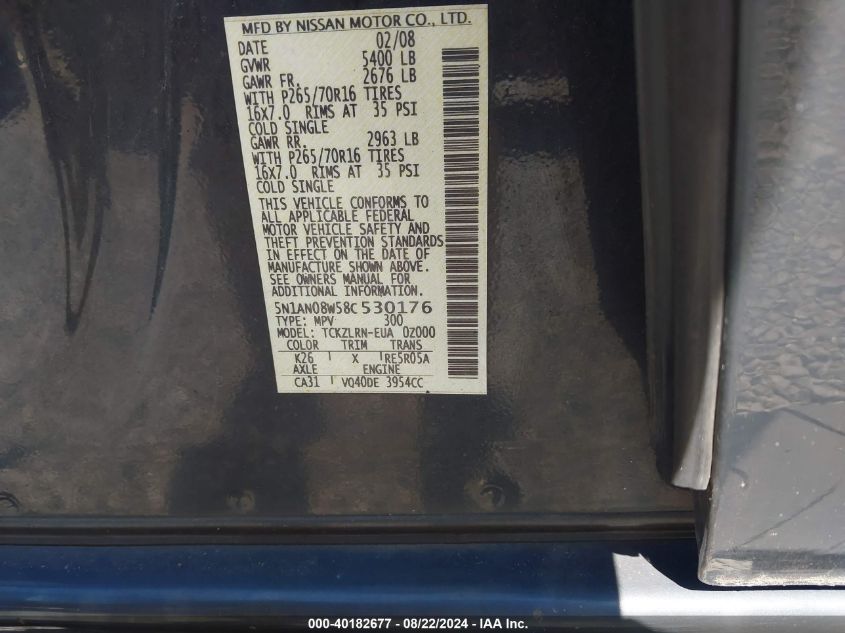 MFD BY NISSAN MOTOR CO., LTD.
DATE 02/08
GVWR 5400 LB
GAWR FR. 2676 LB
WITH P265/70R16 TIRES
16X7.0 RIMS AT 35 PSI
COLD SINGLE
GAWR RR. 2963 LB
WITH P265/70R16 TIRES
16X7.0 RIMS AT 35 PSI
COLD SINGLE
THIS VEHICLE CONFORMS TO
ALL APPLICABLE FEDERAL
MOTOR VEHICLE SAFETY AND
THEFT PREVENTION STANDARDS
IN EFFECT ON THE DATE OF
MANUFACTURE SHOWN ABOVE.
SEE OWNERS MANUAL FOR
ADDITIONAL INFORMATION.
5N1AN08W58C530176
TYPE: MPV 300
MODEL: TCKZLRN-EUA 0Z000
COLOR TRIM TRANS
K26 X RE5R05A
AXLE ENGINE
CA31 VQ40DE 3954CC
000-40182677 - 08/22/2024 - IAA Inc.